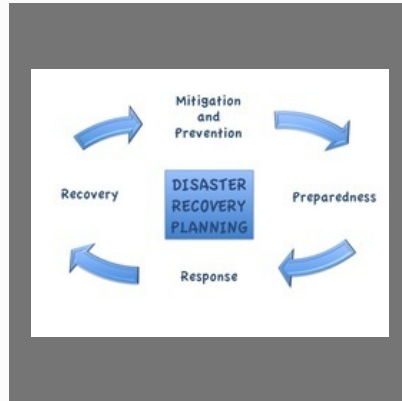 Mitigation
and
Prevention
Recovery
DISASTER
RECOVERY
PLANNING
Preparedness
Response